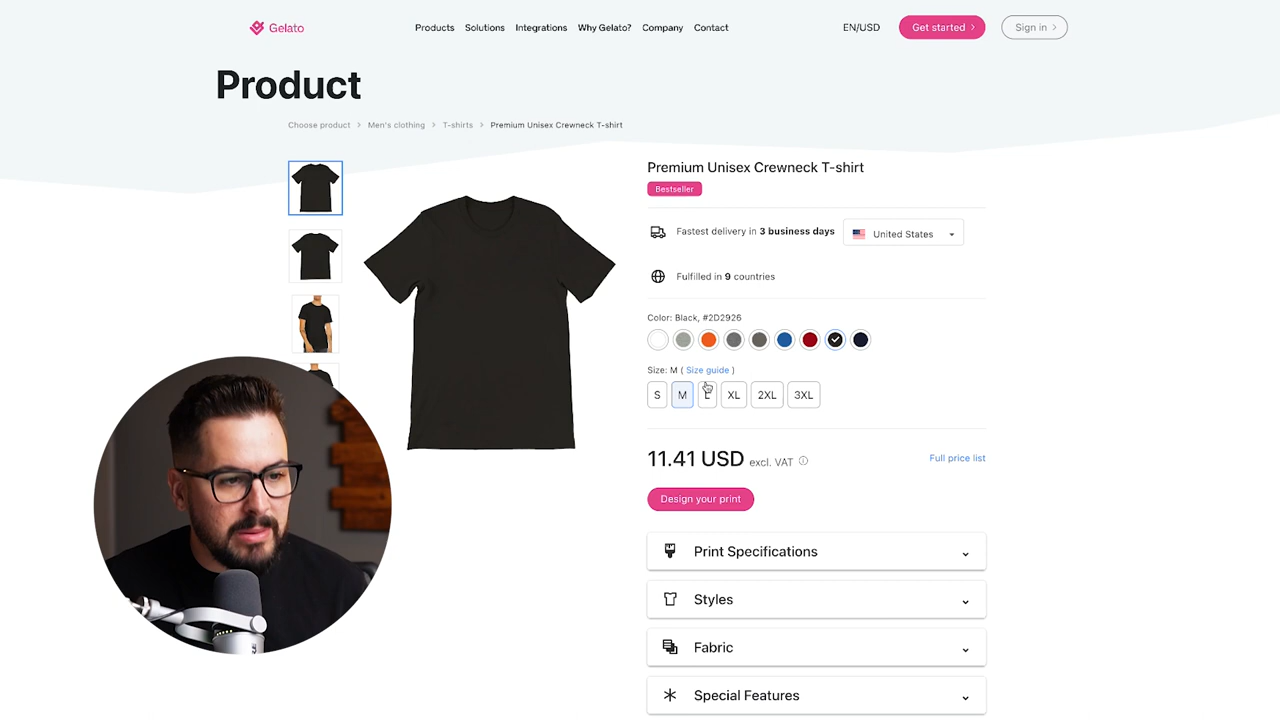 Gelato
Products Solutions Integrations Why Gelato? Company Contact
EN/USD
Get started
Sign in
Product
Choose product > Men's clothing > T-shirts > Premium Unisex Crewneck T-shirt
Premium Unisex Crewneck T-shirt
Bestseller
Fastest delivery in 3 business days
United States
Fulfilled in 9 countries
Color: Black, #2D2926
Size: M ( Size guide )
S M L XL 2XL 3XL
11.41 USD excl. VAT
Full price list
Design your print
Print Specifications
Styles
Fabric
Special Features